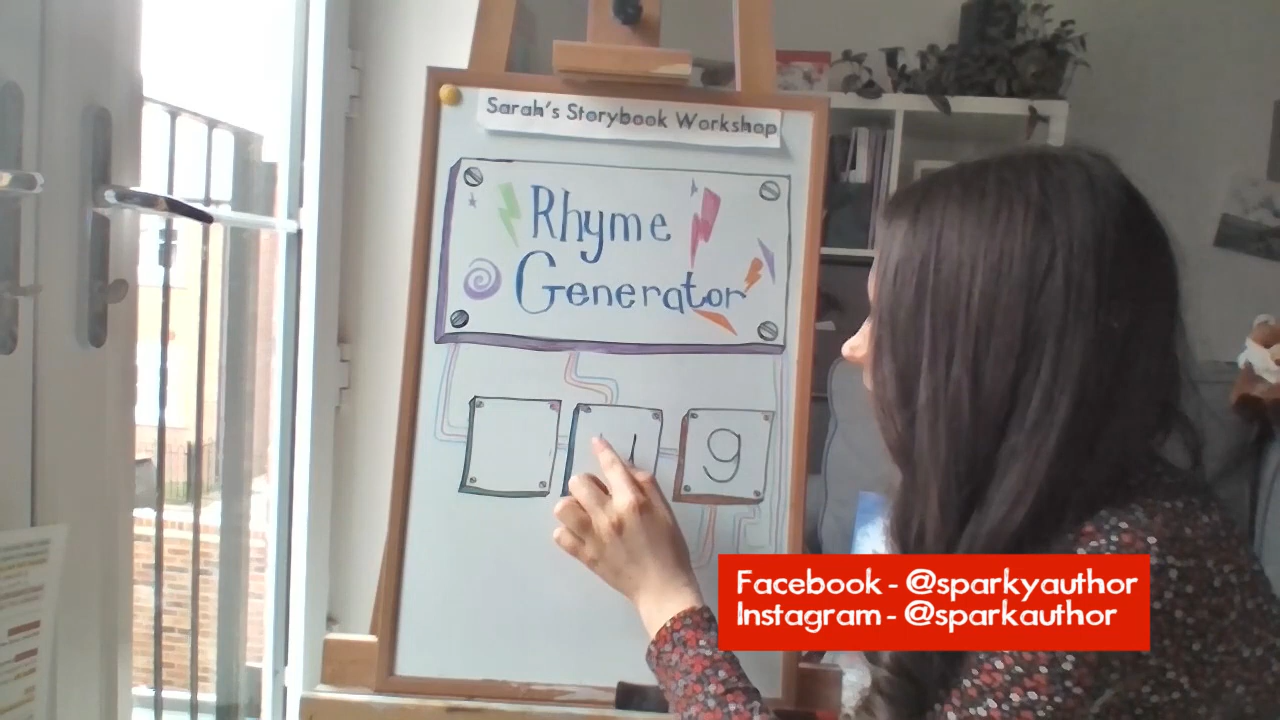 Sarah's Storybook Workshop
Rhyme
Generator
u g
Facebook - @sparkyauthor
Instagram - @sparkauthor